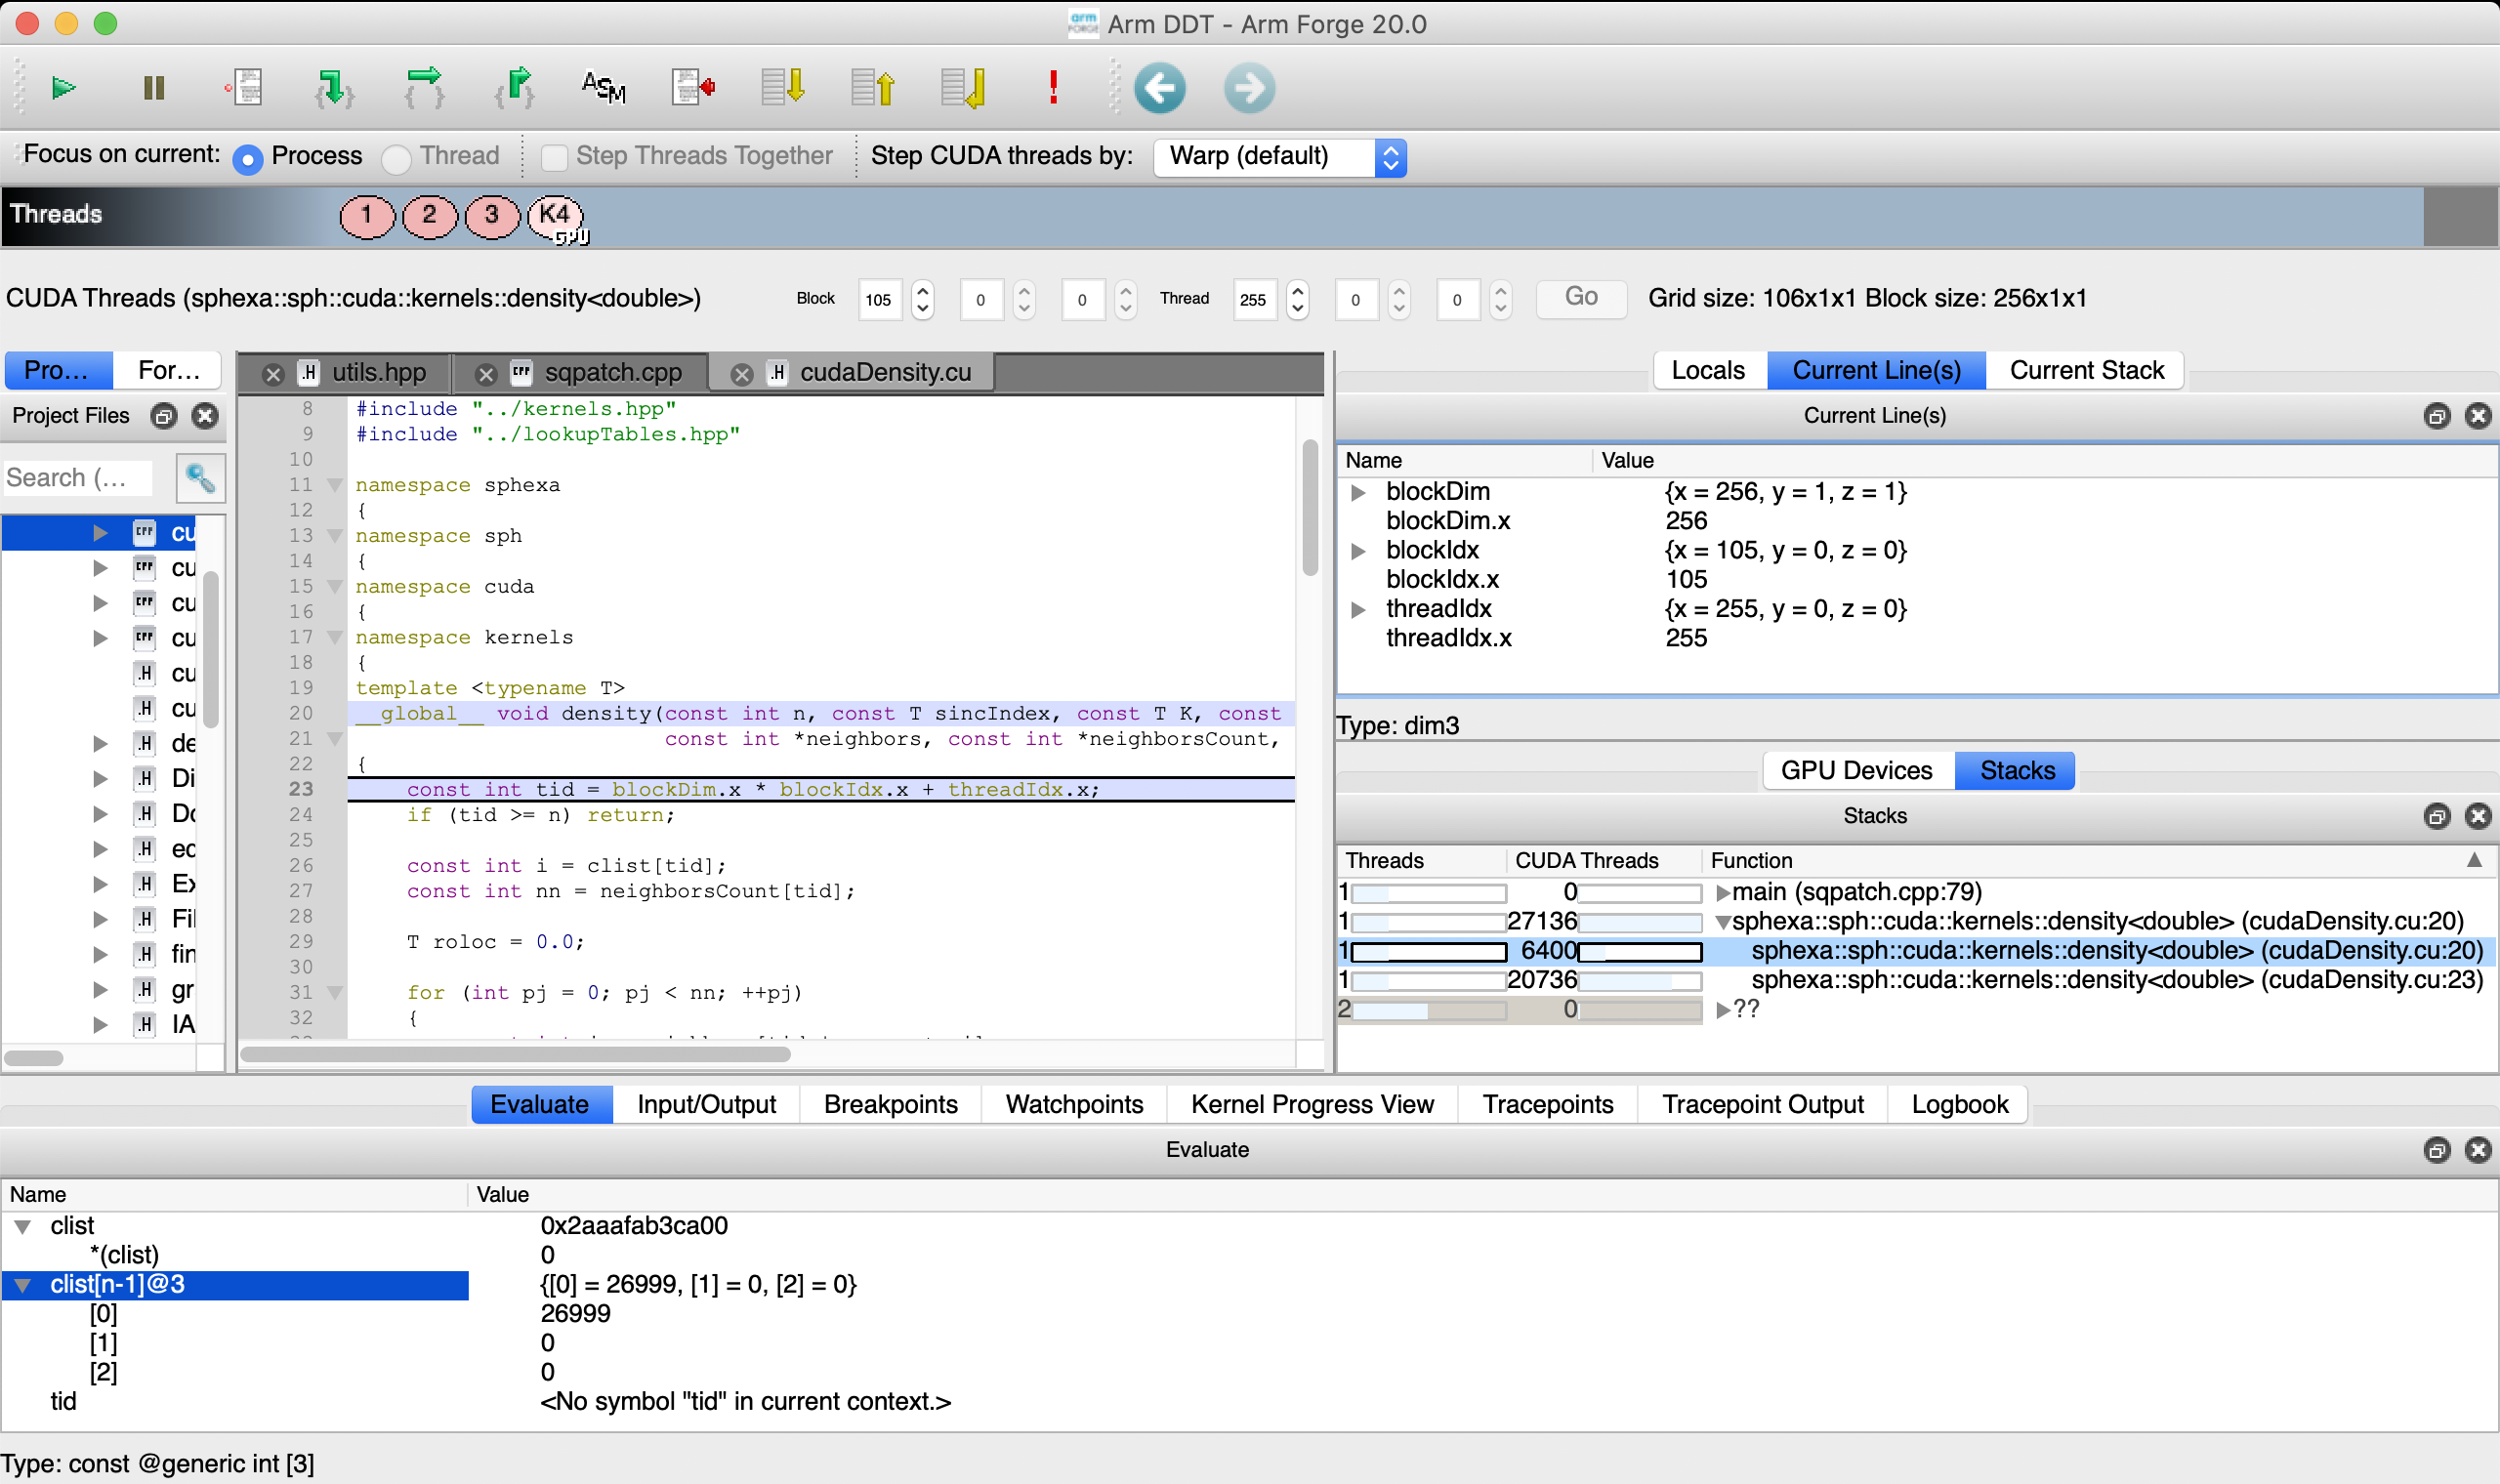 Arm DDT - Arm Forge 20.0
ASM
Focus on current: Process Thread Step Threads Together Step CUDA threads by: Warp (default)
Threads 1 2 3 K4 GPU
CUDA Threads (sphexa::sph::cuda::kernels::density<double>) Block 105 0 0 Thread 255 0 0 Go Grid size: 106x1x1 Block size: 256x1x1
Pro... For...
Project Files
Search (...
cu
cu
cu
cu
cu
cu
de
Di
Ex
Fil
fin
gr
IA
utils.hpp sqpatch.cpp cudaDensity.cu
8 #include "../kernels.hpp"
9 #include "../lookupTables.hpp"
10
11 namespace sphexa
12 {
13 namespace sph
14 {
15 namespace cuda
16 {
17 namespace kernels
18 {
19 template <typename T>
20 __global__ void density(const int n, const T sincIndex, const T K, const
21 const int *neighbors, const int *neighborsCount,
22 {
23 const int tid = blockDim.x * blockIdx.x + threadIdx.x;
24 if (tid >= n) return;
25
26 const int i = clist[tid];
27 const int nn = neighborsCount[tid];
28
29 T roloc = 0.0;
30
31 for (int pj = 0; pj < nn; ++pj)
32 {
Locals Current Line(s) Current Stack
Current Line(s)
Name Value
blockDim {x = 256, y = 1, z = 1}
blockDim.x 256
blockIdx {x = 105, y = 0, z = 0}
blockIdx.x 105
threadIdx {x = 255, y = 0, z = 0}
threadIdx.x 255
Type: dim3
GPU Devices Stacks
Stacks
Threads CUDA Threads Function
1 0 main (sqpatch.cpp:79)
1 27136 sphexa::sph::cuda::kernels::density<double> (cudaDensity.cu:20)
1 6400 sphexa::sph::cuda::kernels::density<double> (cudaDensity.cu:20)
1 20736 sphexa::sph::cuda::kernels::density<double> (cudaDensity.cu:23)
2 0 ??
Evaluate Input/Output Breakpoints Watchpoints Kernel Progress View Tracepoints Tracepoint Output Logbook
Evaluate
Name Value
clist 0x2aaafab3ca00
*(clist) 0
clist[n-1]@3 {[0] = 26999, [1] = 0, [2] = 0}
[0] 26999
[1] 0
[2] 0
tid <No symbol "tid" in current context.>
Type: const @generic int [3]